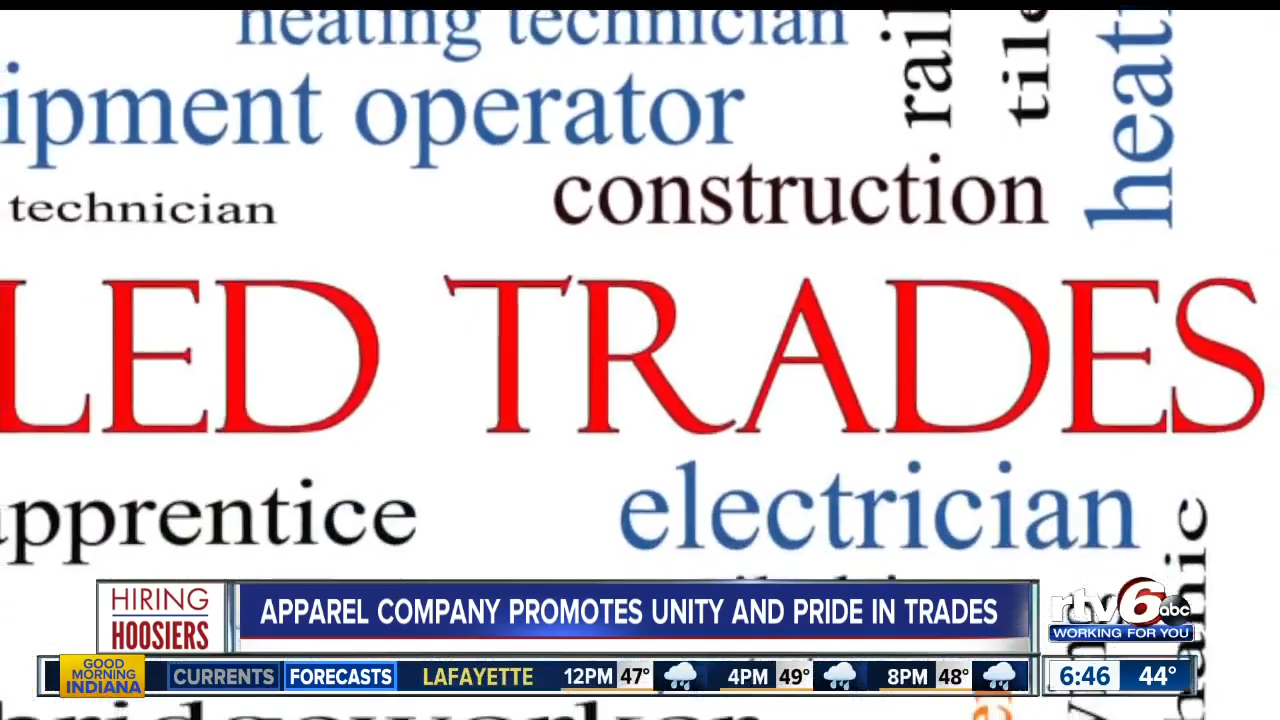 heating technician
rail
tile
heati
ipment operator
technician
construction
LED TRADES
apprentice
electrician
HIRING
HOOSIERS
APPAREL COMPANY PROMOTES UNITY AND PRIDE IN TRADES
rtv6 abc
WORKING FOR YOU
GOOD
MORNING
INDIANA
CURRENTS FORECASTS LAFAYETTE 12PM 47° 4PM 49° 8PM 48°
6:46 44°